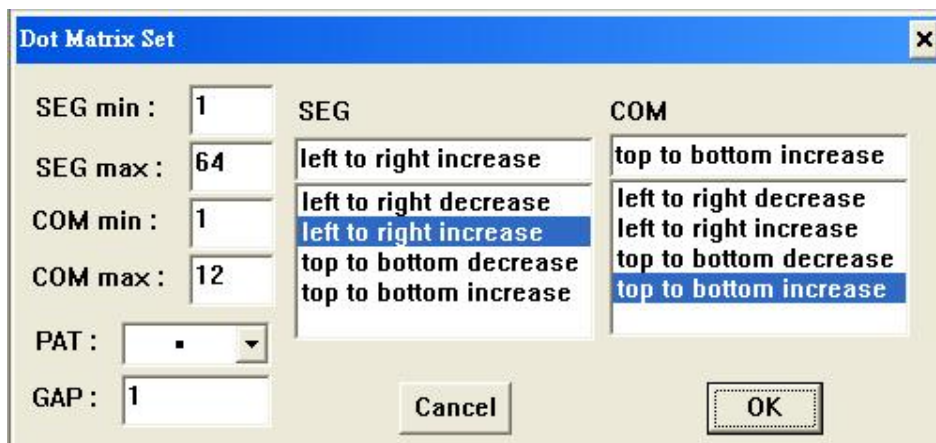 Dot Matrix Set
SEG min : 1
SEG max : 64
COM min : 1
COM max : 12
PAT :
GAP : 1
SEG
left to right increase
left to right decrease
left to right increase
top to bottom decrease
top to bottom increase
COM
top to bottom increase
left to right decrease
left to right increase
top to bottom decrease
top to bottom increase
Cancel
OK